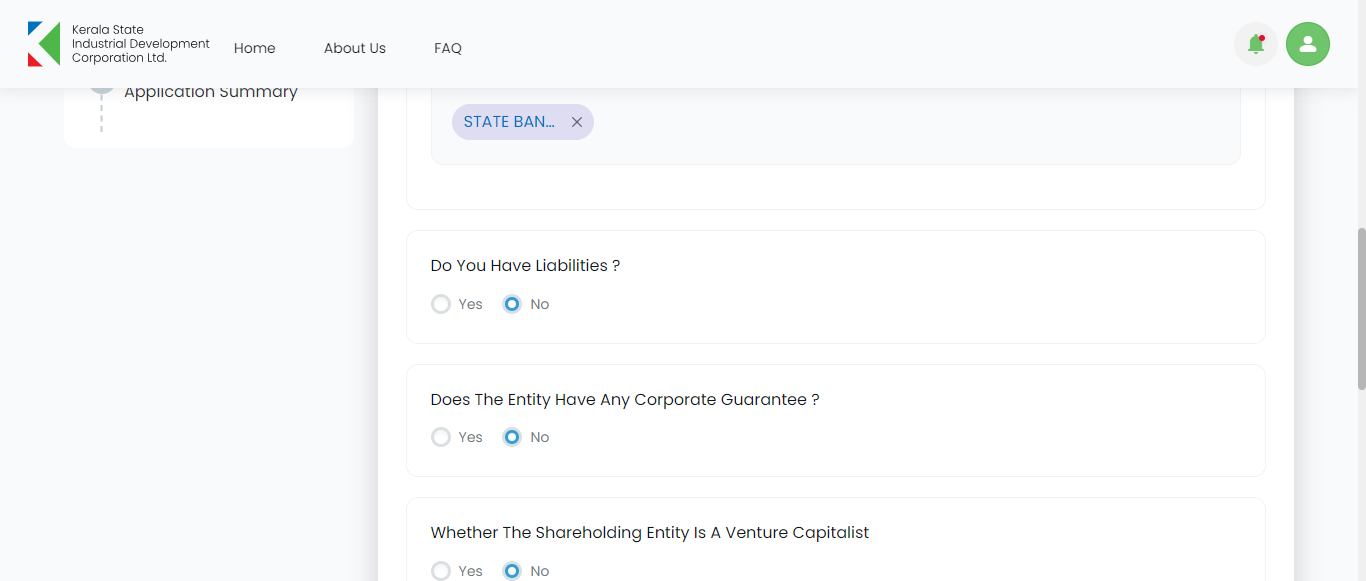 Kerala State
Industrial Development
Corporation Ltd.
Home
About Us
FAQ
Application Summary
STATE BAN...
Do You Have Liabilities ?
Yes
No
Does The Entity Have Any Corporate Guarantee ?
Yes
No
Whether The Shareholding Entity Is A Venture Capitalist
Yes
No